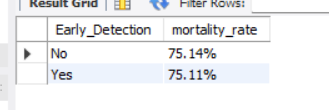 Result Grid Filter Rows:
Early_Detection mortality_rate
No 75.14%
Yes 75.11%